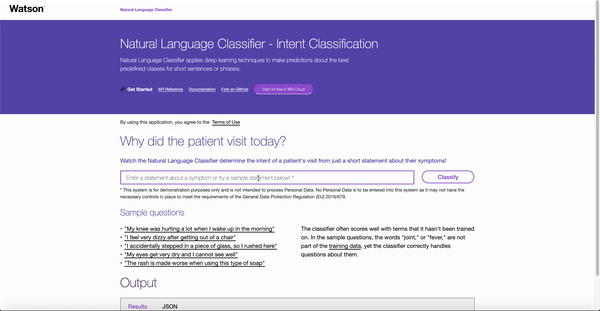 Watson™
Natural Language Classifier
Natural Language Classifier - Intent Classification
Natural Language Classifier applies deep learning techniques to make predictions about the best
predefined classes for short sentences or phrases.
Get Started API Reference Documentation Fork on GitHub Start for free in IBM Cloud
By using this application, you agree to the Terms of Use
Why did the patient visit today?
Watch the Natural Language Classifier determine the intent of a patient's visit from just a short statement about their symptoms!
Enter a statement about a symptom or try a sample statement below! * Classify
* This system is for demonstration purposes only and is not intended to process Personal Data. No Personal Data is to be entered into this system as it may not have the
necessary controls in place to meet the requirements of the General Data Protection Regulation (EU) 2016/679.
Sample questions
• "My knee was hurting a lot when I wake up in the morning"
• "I feel very dizzy after getting out of a chair"
• "I accidentally stepped in a piece of glass, so I rushed here"
• "My eyes get very dry and I cannot see well"
• "The rash is made worse when using this type of soap"
The classifier often scores well with terms that it hasn't been trained
on. In the sample questions, the words "joint," or "fever," are not
part of the training data, yet the classifier correctly handles
questions about them.
Output
Results JSON